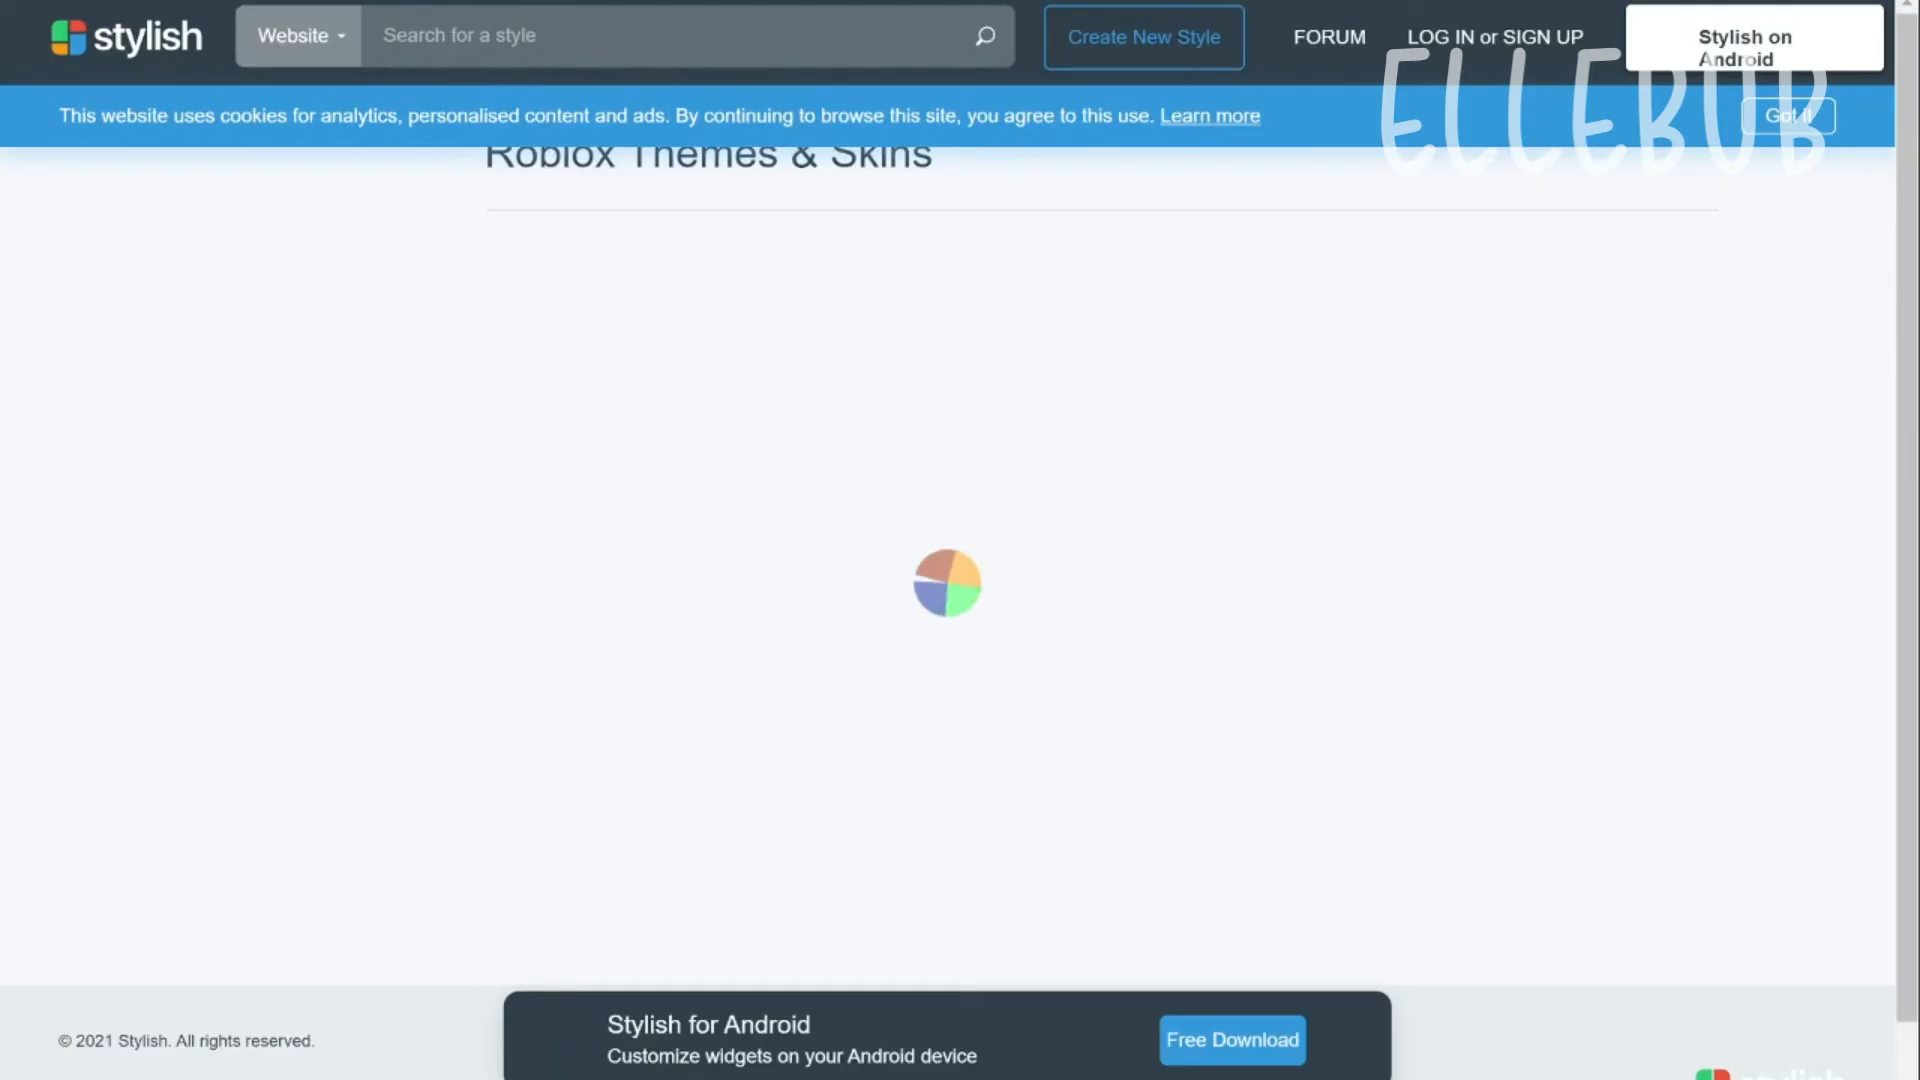 stylish
Website
Search for a style
Create New Style
FORUM
LOG IN or SIGN UP
Stylish on
Android
ELLEBUB
This website uses cookies for analytics, personalised content and ads. By continuing to browse this site, you agree to this use. Learn more
Got it
Roblox Themes & Skins
© 2021 Stylish. All rights reserved.
Stylish for Android
Customize widgets on your Android device
Free Download
stylish